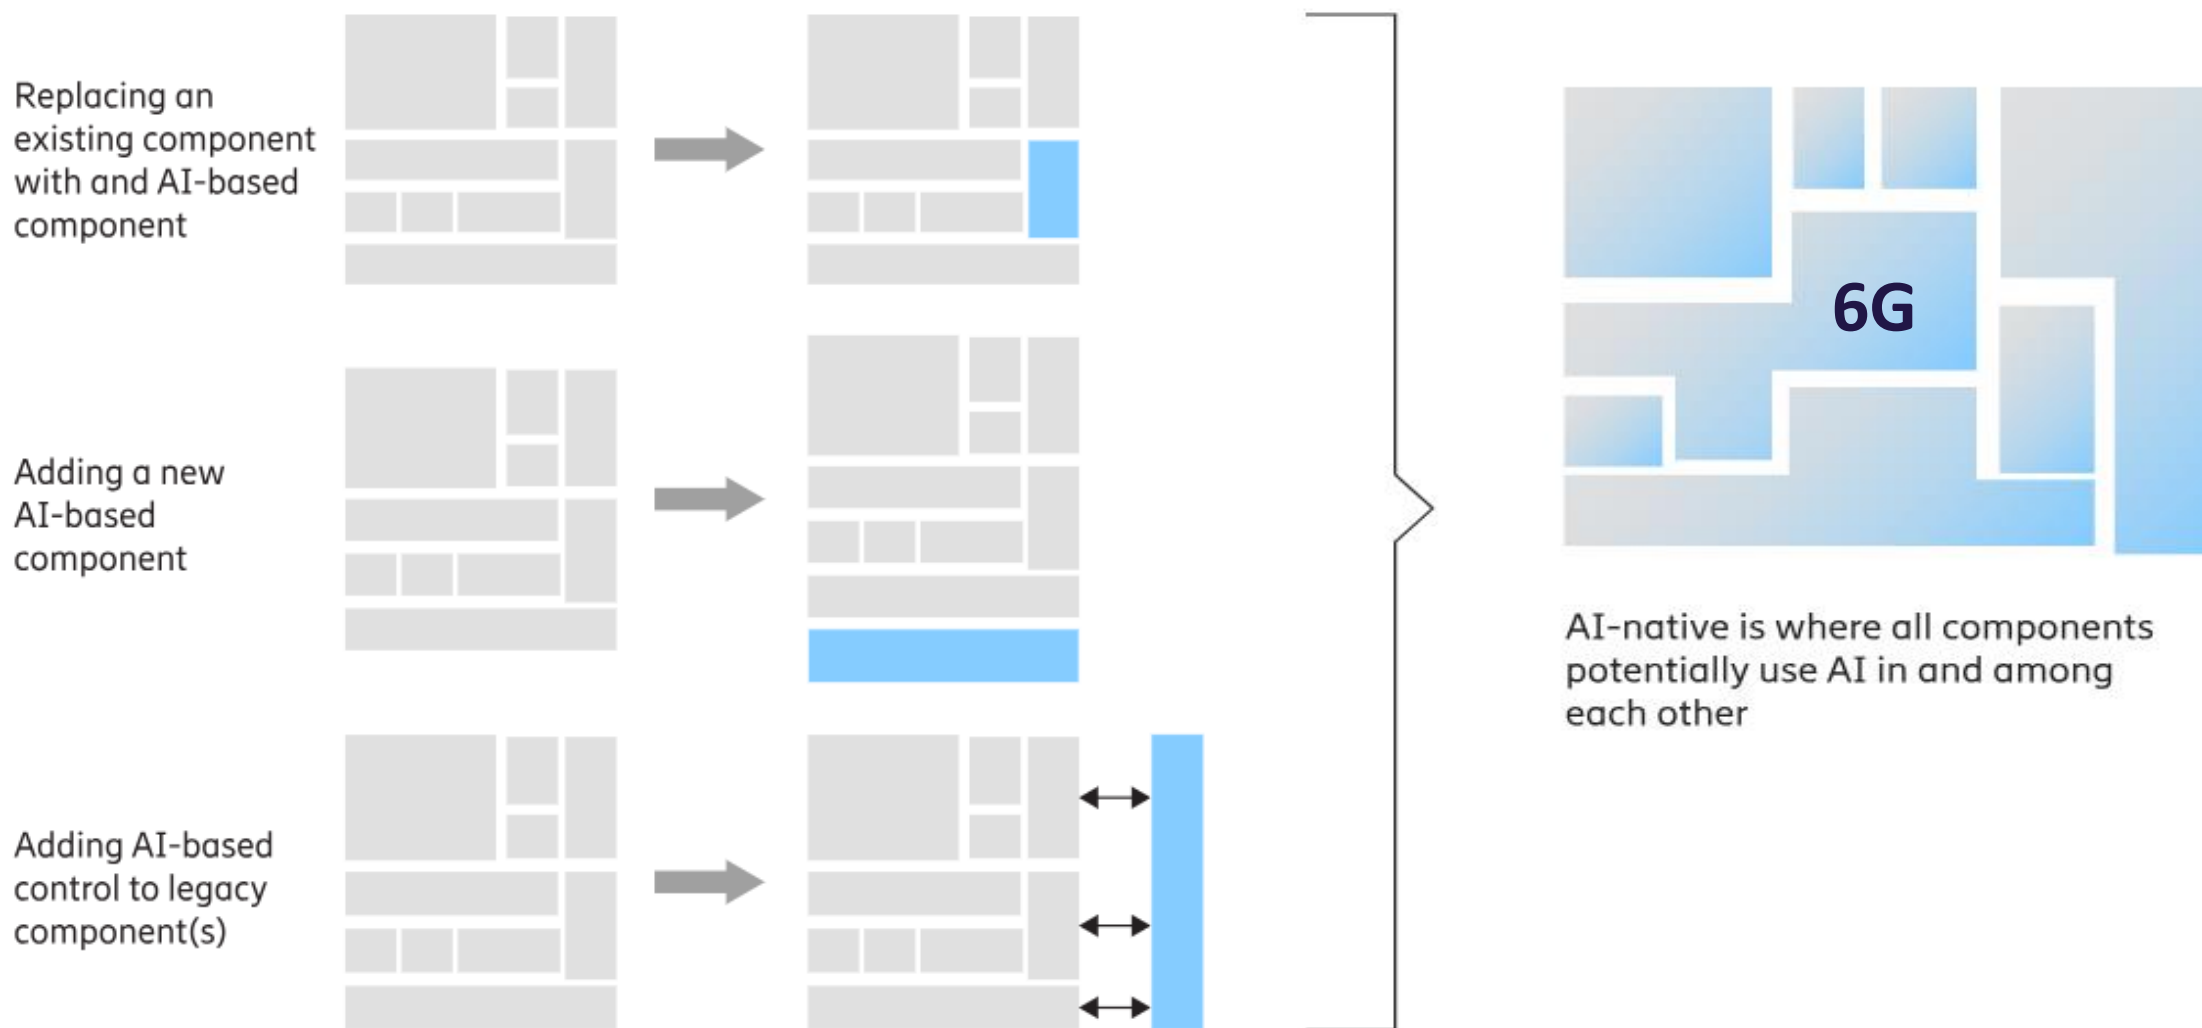 Replacing an
existing component
with and AI-based
component
Adding a new
AI-based
component
Adding AI-based
control to legacy
component(s)
6G
AI-native is where all components
potentially use AI in and among
each other